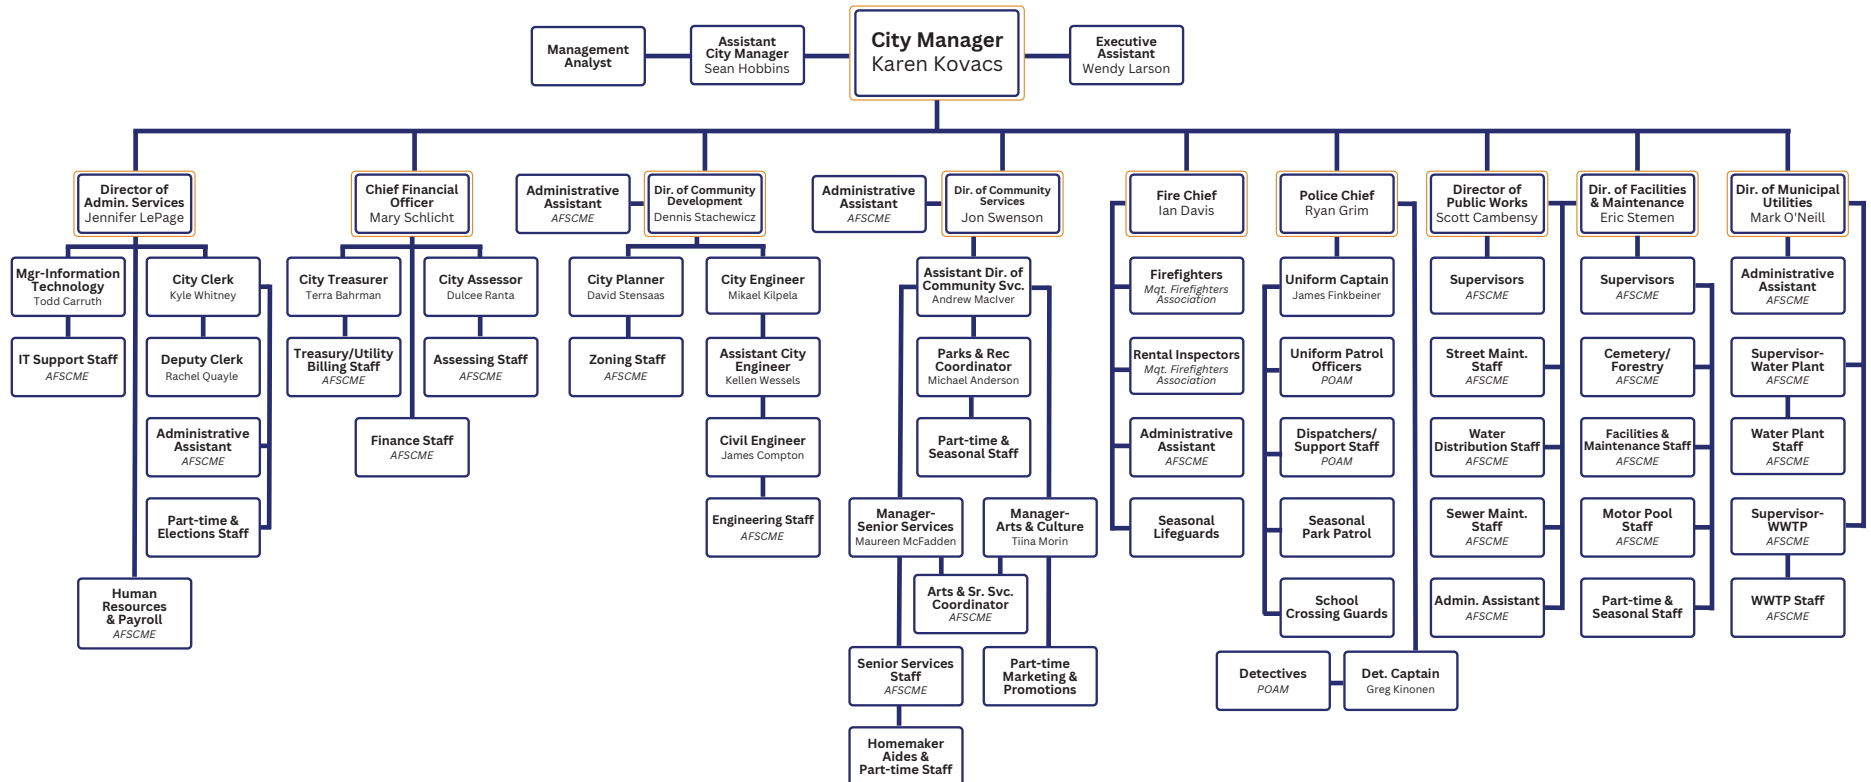 Management
Analyst
Assistant
City Manager
Sean Hobbins
City Manager
Karen Kovacs
Executive
Assistant
Wendy Larson
Director of
Admin. Services
Jennifer LePage
Mgr-Information
Technology
Todd Carruth
IT Support Staff
AFSCME
City Clerk
Kyle Whitney
Deputy Clerk
Rachel Quayle
Administrative
Assistant
AFSCME
Part-time &
Elections Staff
Human
Resources
& Payroll
AFSCME
Chief Financial
Officer
Mary Schlicht
City Treasurer
Terra Bahrman
Treasury/Utility
Billing Staff
AFSCME
City Assessor
Dulcee Ranta
Assessing Staff
AFSCME
Finance Staff
AFSCME
Administrative
Assistant
AFSCME
Dir. of Community
Development
Dennis Stachewicz
City Planner
David Stensaas
Zoning Staff
AFSCME
City Engineer
Mikael Kilpela
Assistant City
Engineer
Kellen Wessels
Civil Engineer
James Compton
Engineering Staff
AFSCME
Administrative
Assistant
AFSCME
Dir. of Community
Services
Jon Swenson
Assistant Dir. of
Community Svc.
Andrew MacIver
Parks & Rec
Coordinator
Michael Anderson
Part-time &
Seasonal Staff
Manager-
Senior Services
Maureen McFadden
Manager-
Arts & Culture
Tiina Morin
Arts & Sr. Svc.
Coordinator
AFSCME
Senior Services
Staff
AFSCME
Part-time
Marketing &
Promotions
Homemaker
Aides &
Part-time Staff
Fire Chief
Ian Davis
Firefighters
Mqt. Firefighters
Association
Rental Inspectors
Mqt. Firefighters
Association
Administrative
Assistant
AFSCME
Seasonal
Lifeguards
Police Chief
Ryan Grim
Uniform Captain
James Finkbeiner
Uniform Patrol
Officers
POAM
Dispatchers/
Support Staff
POAM
Seasonal
Park Patrol
School
Crossing Guards
Detectives
POAM
Det. Captain
Greg Kinonen
Director of
Public Works
Scott Cambensy
Supervisors
AFSCME
Street Maint.
Staff
AFSCME
Water
Distribution Staff
AFSCME
Sewer Maint.
Staff
AFSCME
Admin. Assistant
AFSCME
Dir. of Facilities
& Maintenance
Eric Stemen
Supervisors
AFSCME
Cemetery/
Forestry
AFSCME
Facilities &
Maintenance Staff
AFSCME
Motor Pool
Staff
AFSCME
Part-time &
Seasonal Staff
Dir. of Municipal
Utilities
Mark O'Neill
Administrative
Assistant
AFSCME
Supervisor-
Water Plant
AFSCME
Water Plant
Staff
AFSCME
Supervisor-
WWTP
AFSCME
WWTP Staff
AFSCME